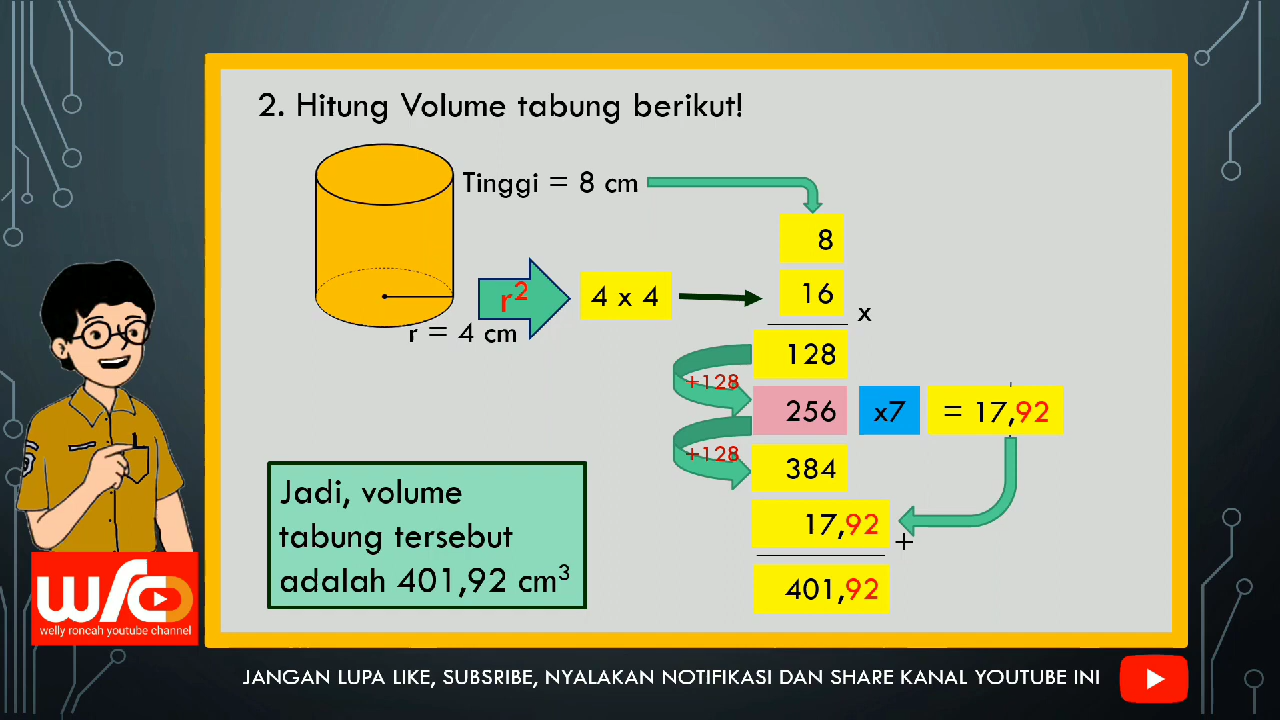 2. Hitung Volume tabung berikut!
Tinggi = 8 cm
8
r²
4 x 4
16
x
r = 4 cm
128
+128
256
x7
= 17,92
+128
384
17,92
+
401,92
Jadi, volume
tabung tersebut
adalah 401,92 cm³
wrc
welly roncah youtube channel
JANGAN LUPA LIKE, SUBSRIBE, NYALAKAN NOTIFIKASI DAN SHARE KANAL YOUTUBE INI